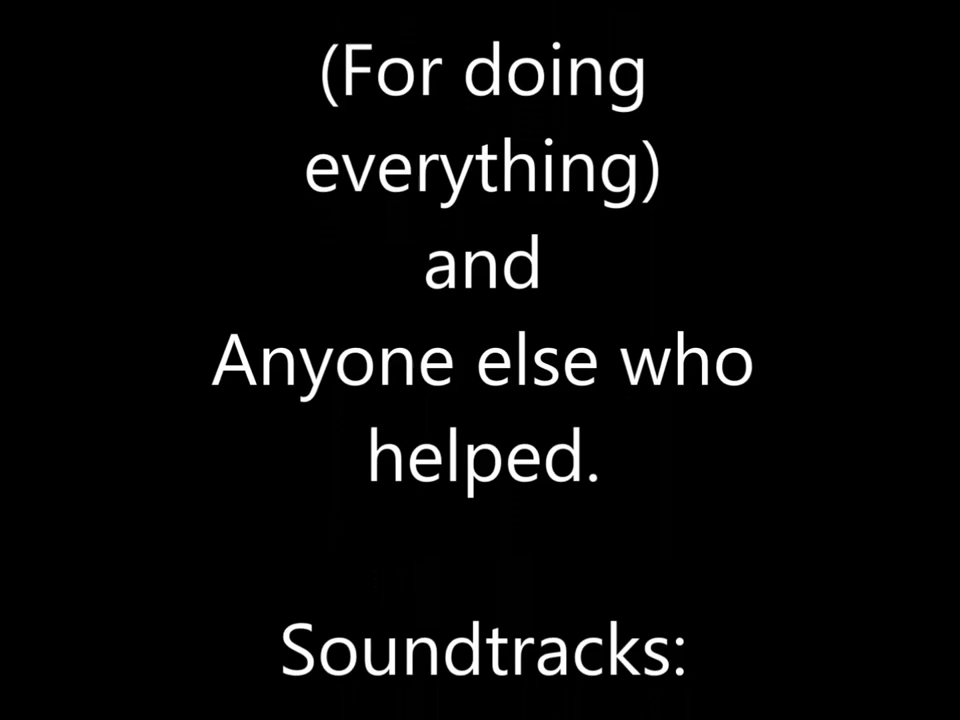 (For doing
everything)
and
Anyone else who
helped.
Soundtracks: